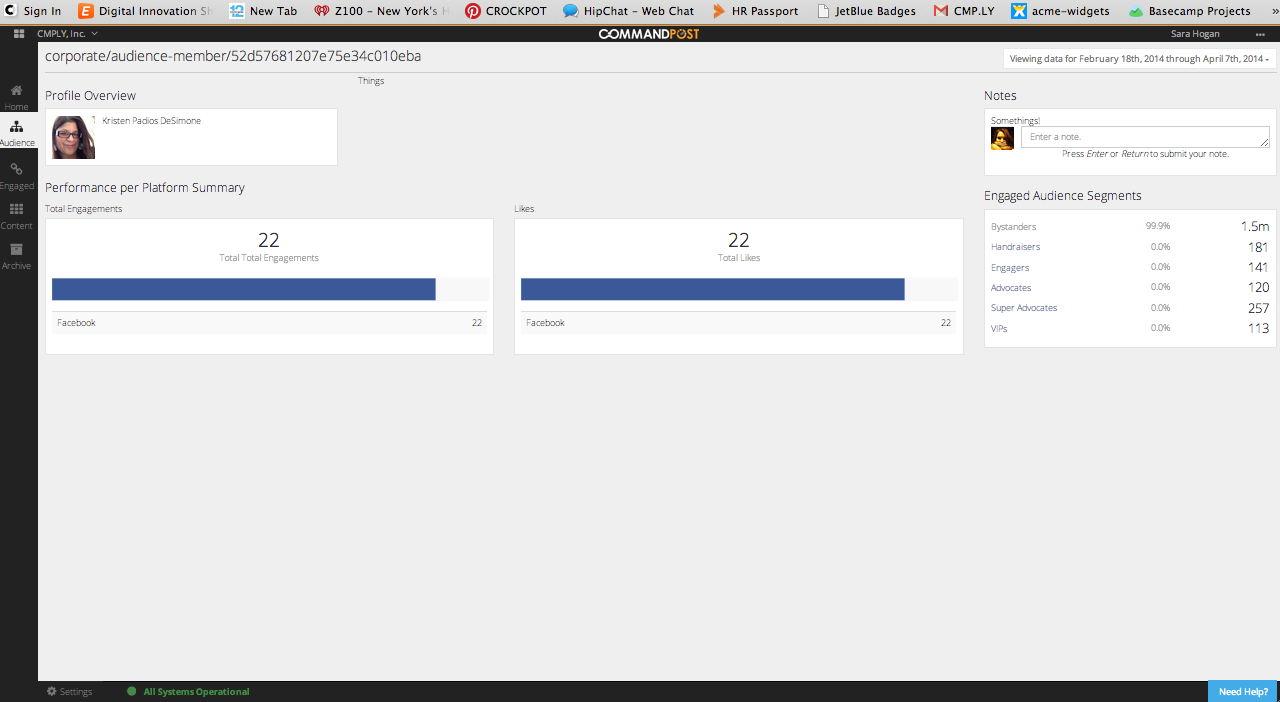 Sign In Digital Innovation Sh New Tab Z100 – New York's H CROCKPOT HipChat – Web Chat HR Passport JetBlue Badges CMP.LY acme-widgets Basecamp Projects »
CMPLY, Inc. COMMANDPOST Sara Hogan
corporate/audience-member/52d57681207e75e34c010eba
Viewing data for February 18th, 2014 through April 7th, 2014
Things
Home
Audience
Engaged
Content
Archive
Profile Overview
Kristen Padios DeSimone
Performance per Platform Summary
Total Engagements
22
Total Total Engagements
Facebook 22
Likes
22
Total Likes
Facebook 22
Notes
Somethings!
Enter a note.
Press Enter or Return to submit your note.
Engaged Audience Segments
Bystanders 99.9% 1.5m
Handraisers 0.0% 181
Engagers 0.0% 141
Advocates 0.0% 120
Super Advocates 0.0% 257
VIPs 0.0% 113
Settings All Systems Operational Need Help?